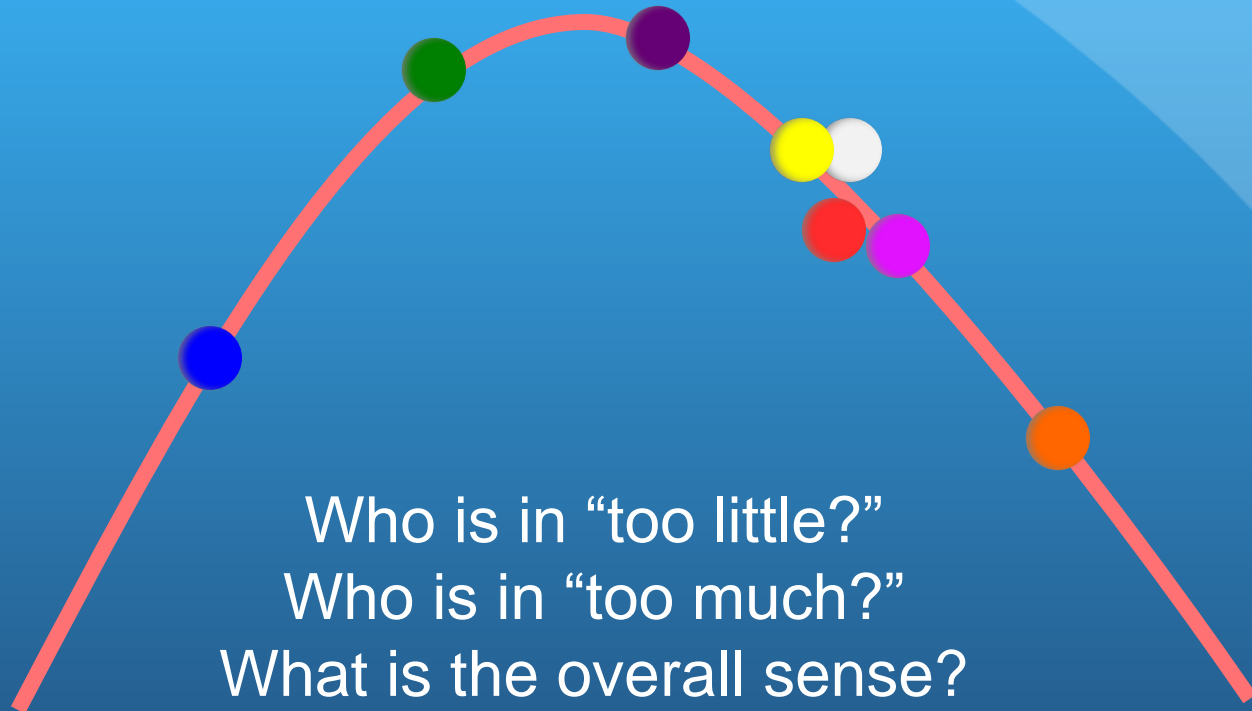 Who is in “too little?”
Who is in “too much?”
What is the overall sense?